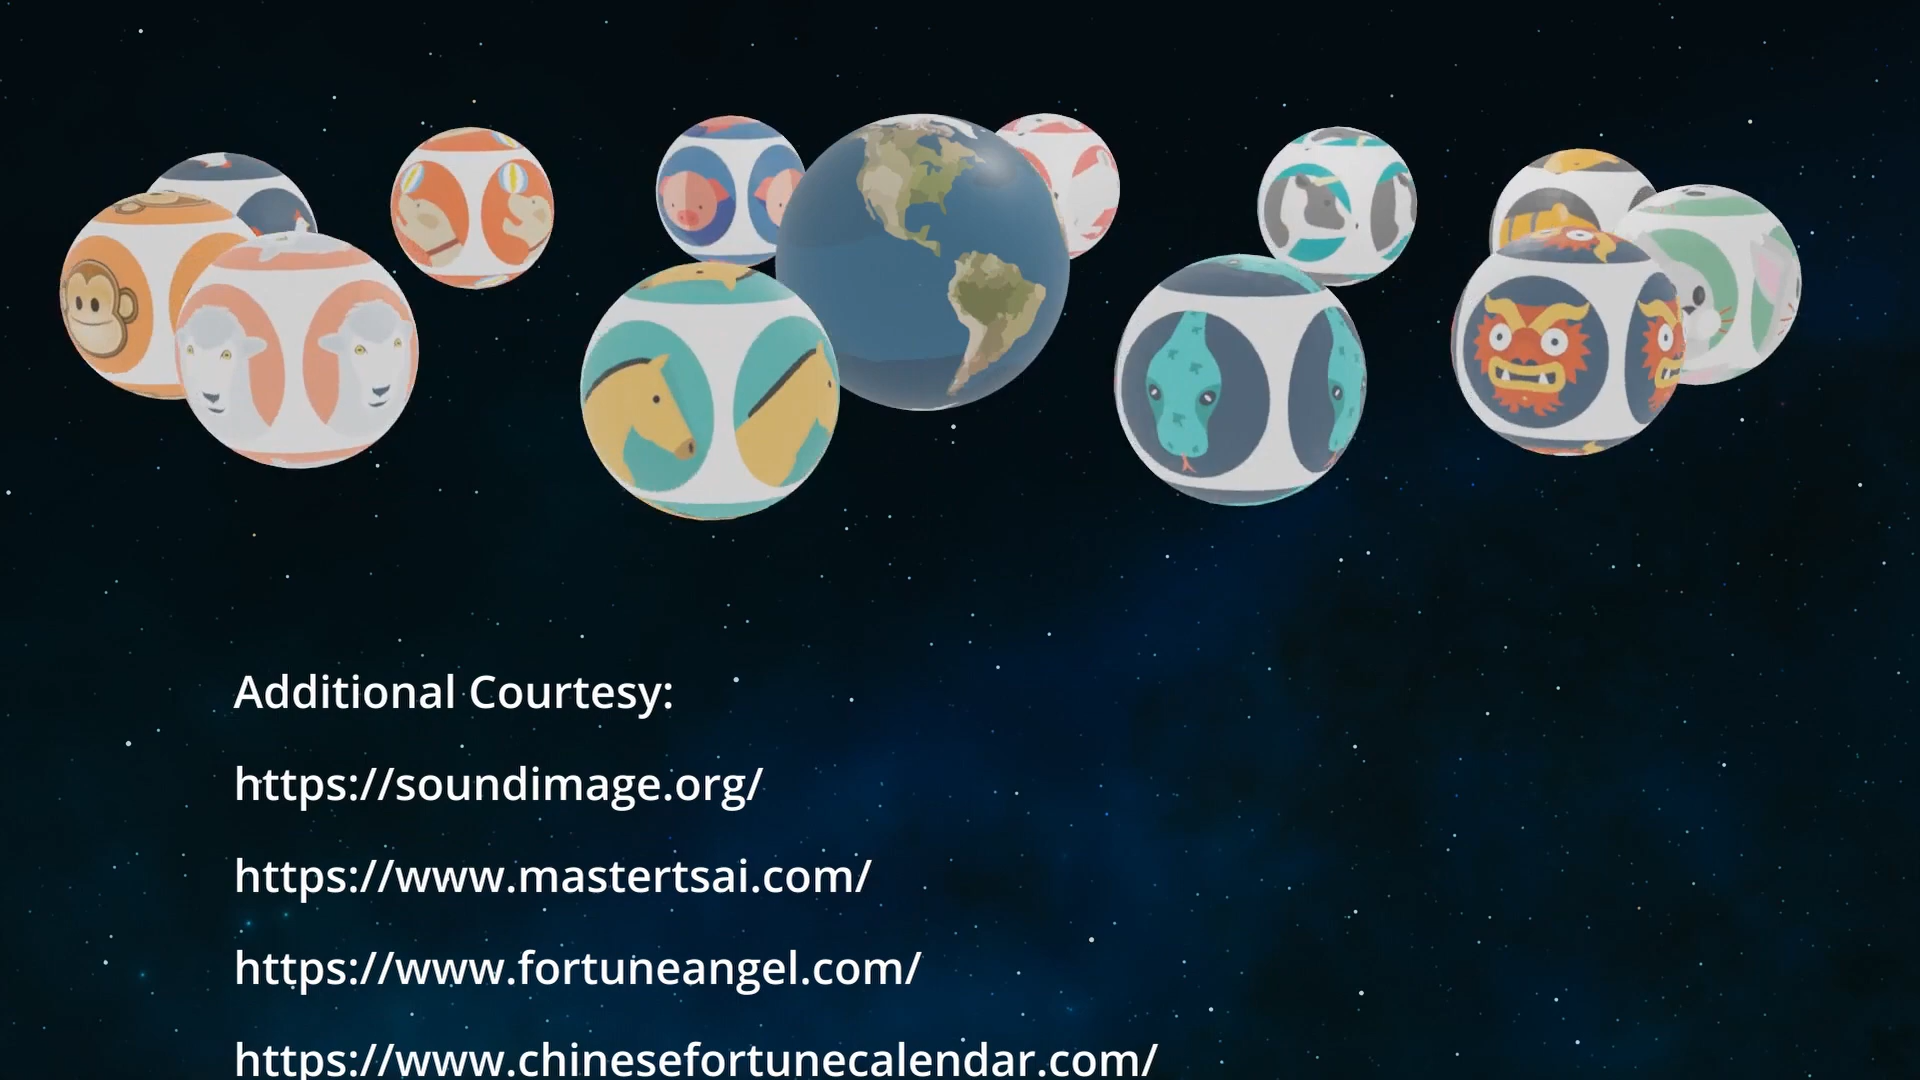 Additional Courtesy:
https://soundimage.org/
https://www.mastertsai.com/
https://www.fortuneangel.com/
https://www.chinesefortunecalendar.com/